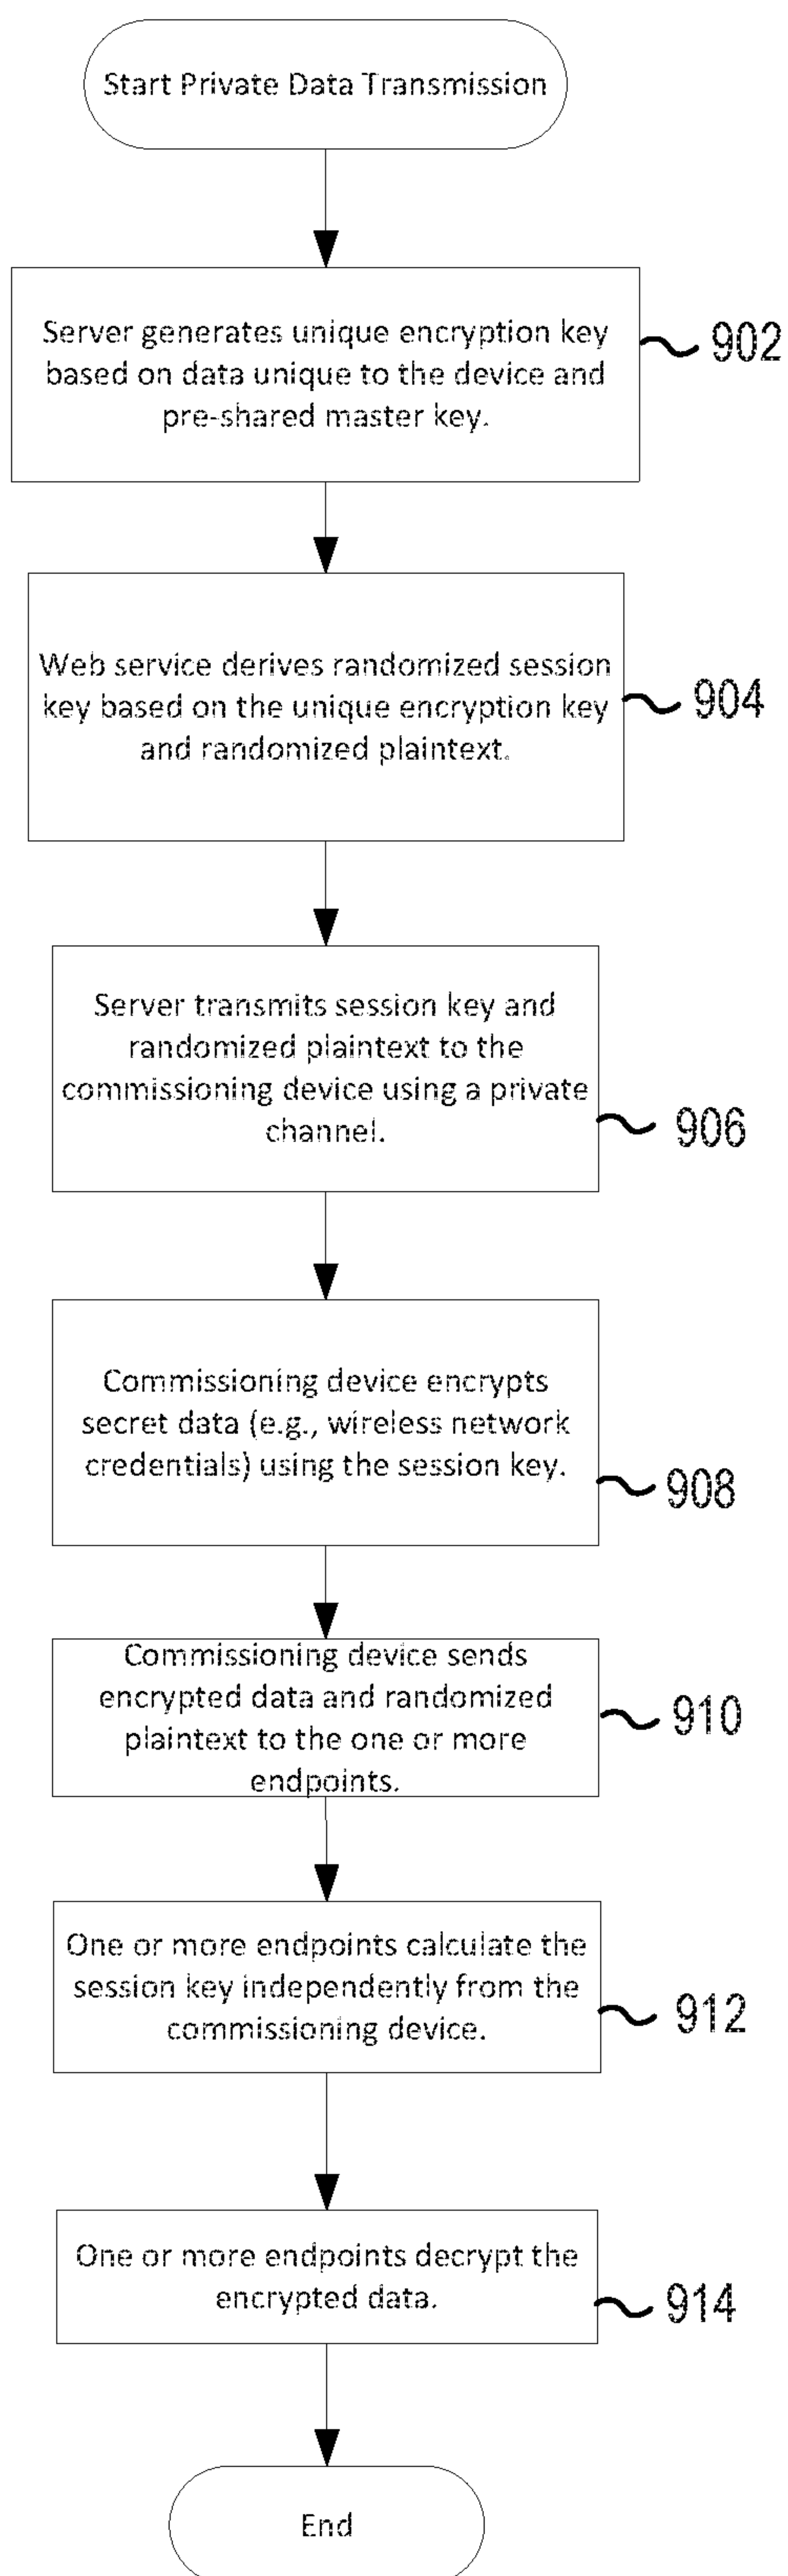 Start Private Data Transmission
Server generates unique encryption key
based on data unique to the device and
pre-shared master key.
902
Web service derives randomized session
key based on the unique encryption key
and randomized plaintext.
904
Server transmits session key and
randomized plaintext to the
commissioning device using a private
channel.
906
Commissioning device encrypts
secret data (e.g., wireless network
credentials) using the session key.
908
Commissioning device sends
encrypted data and randomized
plaintext to the one or more
endpoints.
910
One or more endpoints calculate the
session key independently from the
commissioning device.
912
One or more endpoints decrypt the
encrypted data.
914
End